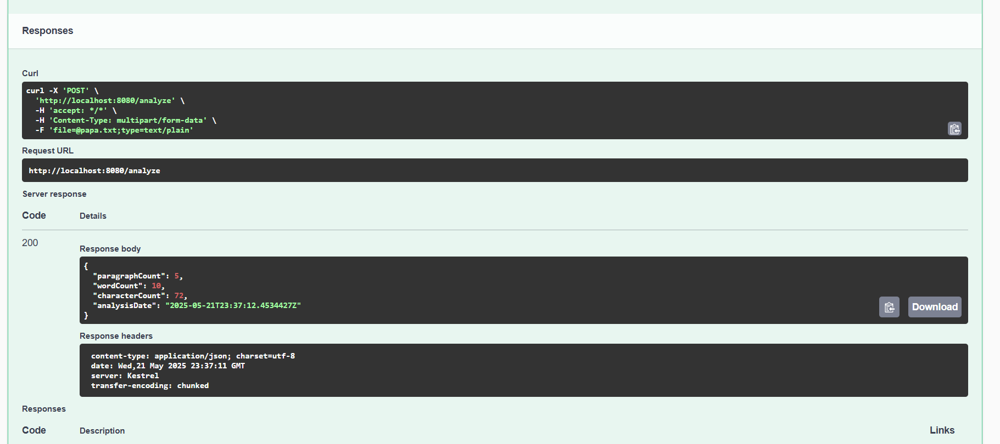 Responses
Curl
curl -X 'POST' \
  'http://localhost:8080/analyze' \
  -H 'accept: */*' \
  -H 'Content-Type: multipart/form-data' \
  -F 'file=@papa.txt;type=text/plain'
Request URL
http://localhost:8080/analyze
Server response
Code Details
200
Response body
{
  "paragraphCount": 5,
  "wordCount": 10,
  "characterCount": 72,
  "analysisDate": "2025-05-21T23:37:12.4534427Z"
}
Download
Response headers
content-type: application/json; charset=utf-8
date: Wed,21 May 2025 23:37:11 GMT
server: Kestrel
transfer-encoding: chunked
Responses
Code Description Links